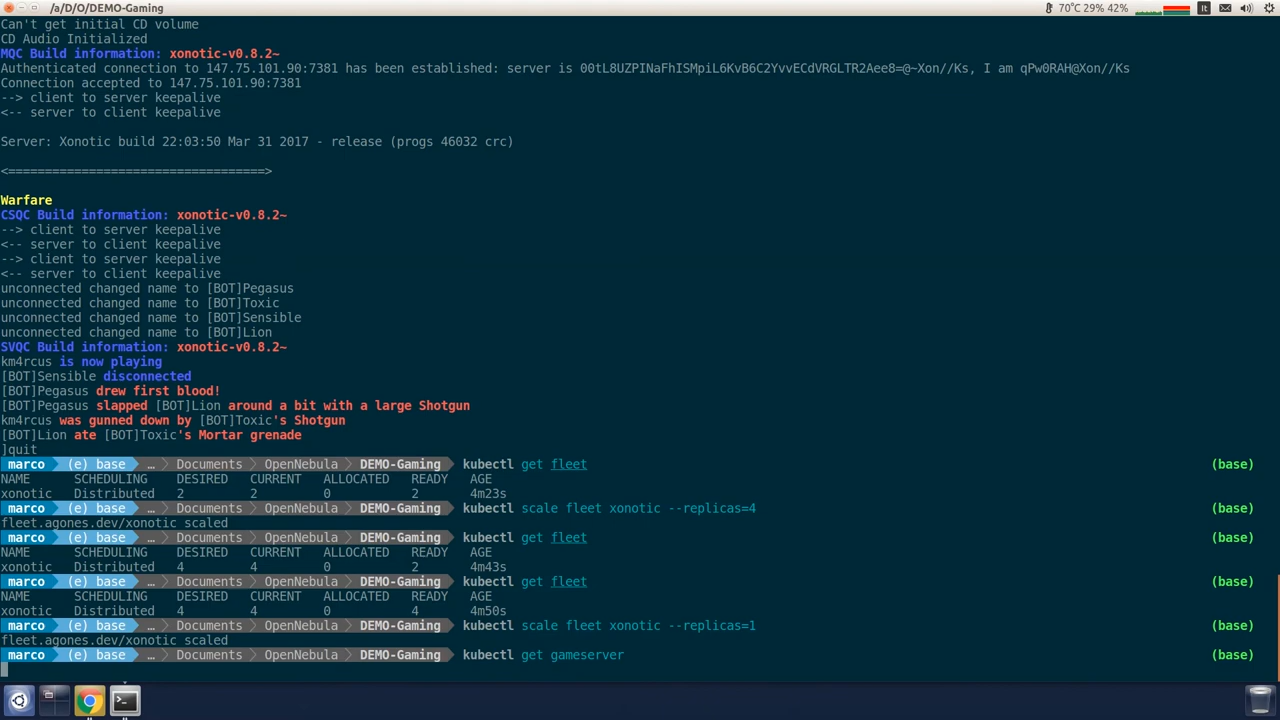 /a/D/O/DEMO-Gaming
70°C 29% 42%
Can't get initial CD volume
CD Audio Initialized
MQC Build information: xonotic-v0.8.2~
Authenticated connection to 147.75.101.90:7381 has been established: server is 00tL8UZPINaFhISMpiL6KvB6C2YvvECdVRGLTR2Aee8=@~Xon//Ks, I am qPw0RAH@Xon//Ks
Connection accepted to 147.75.101.90:7381
--> client to server keepalive
<-- server to client keepalive
Server: Xonotic build 22:03:50 Mar 31 2017 - release (progs 46032 crc)
<===================================>
Warfare
CSQC Build information: xonotic-v0.8.2~
--> client to server keepalive
<-- server to client keepalive
--> client to server keepalive
<-- server to client keepalive
unconnected changed name to [BOT]Pegasus
unconnected changed name to [BOT]Toxic
unconnected changed name to [BOT]Sensible
unconnected changed name to [BOT]Lion
SVQC Build information: xonotic-v0.8.2~
km4rcus is now playing
[BOT]Sensible disconnected
[BOT]Pegasus drew first blood!
[BOT]Pegasus slapped [BOT]Lion around a bit with a large Shotgun
km4rcus was gunned down by [BOT]Toxic's Shotgun
[BOT]Lion ate [BOT]Toxic's Mortar grenade
]quit
marco (e) base … Documents OpenNebula DEMO-Gaming kubectl get fleet (base)
NAME SCHEDULING DESIRED CURRENT ALLOCATED READY AGE
xonotic Distributed 2 2 0 2 4m23s
marco (e) base … Documents OpenNebula DEMO-Gaming kubectl scale fleet xonotic --replicas=4 (base)
fleet.agones.dev/xonotic scaled
marco (e) base … Documents OpenNebula DEMO-Gaming kubectl get fleet (base)
NAME SCHEDULING DESIRED CURRENT ALLOCATED READY AGE
xonotic Distributed 4 4 0 2 4m43s
marco (e) base … Documents OpenNebula DEMO-Gaming kubectl get fleet (base)
NAME SCHEDULING DESIRED CURRENT ALLOCATED READY AGE
xonotic Distributed 4 4 0 4 4m50s
marco (e) base … Documents OpenNebula DEMO-Gaming kubectl scale fleet xonotic --replicas=1 (base)
fleet.agones.dev/xonotic scaled
marco (e) base … Documents OpenNebula DEMO-Gaming kubectl get gameserver (base)